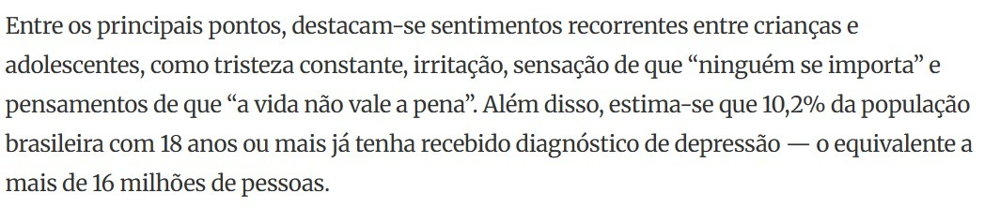 Entre os principais pontos, destacam-se sentimentos recorrentes entre crianças e
adolescentes, como tristeza constante, irritação, sensação de que “ninguém se importa” e
pensamentos de que “a vida não vale a pena”. Além disso, estima-se que 10,2% da população
brasileira com 18 anos ou mais já tenha recebido diagnóstico de depressão — o equivalente a
mais de 16 milhões de pessoas.